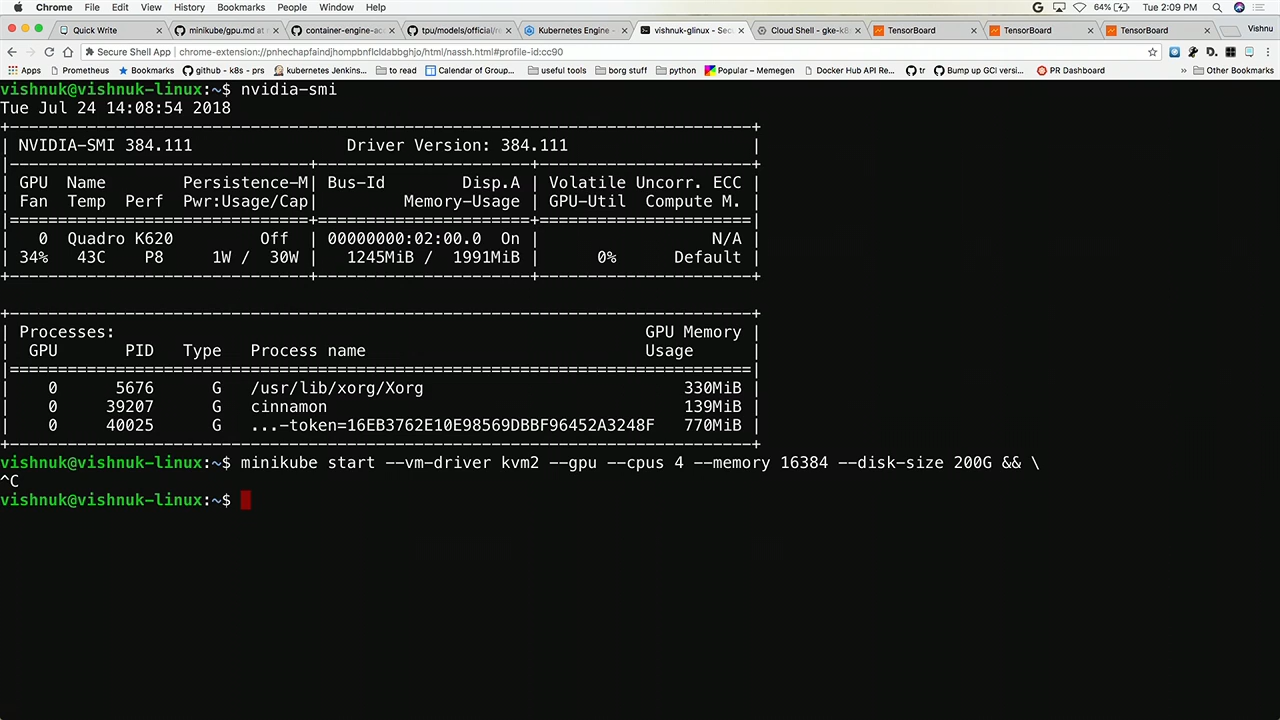 Chrome File Edit View History Bookmarks People Window Help 64% Tue 2:09 PM
Quick Write minikube/gpu.md at container-engine-ac tpu/models/official/re Kubernetes Engine - vishnuk-glinux - Sec Cloud Shell - gke-k8s TensorBoard TensorBoard TensorBoard Vishnu
Secure Shell App | chrome-extension://pnhechapfaindjhompbnflcldabbghjo/html/nassh.html#profile-id:cc90
Apps Prometheus Bookmarks github - k8s - prs kubernetes Jenkins... to read Calendar of Group... useful tools borg stuff python Popular – Memegen Docker Hub API Re... tr Bump up GCI versio... PR Dashboard » Other Bookmarks
vishnuk@vishnuk-linux:~$ nvidia-smi
Tue Jul 24 14:08:54 2018
NVIDIA-SMI 384.111 Driver Version: 384.111
GPU Name Persistence-M| Bus-Id Disp.A | Volatile Uncorr. ECC
Fan Temp Perf Pwr:Usage/Cap| Memory-Usage | GPU-Util Compute M.
0 Quadro K620 Off | 00000000:02:00.0 On | N/A
34% 43C P8 1W / 30W | 1245MiB / 1991MiB | 0% Default
Processes: GPU Memory
GPU PID Type Process name Usage
0 5676 G /usr/lib/xorg/Xorg 330MiB
0 39207 G cinnamon 139MiB
0 40025 G ...-token=16EB3762E10E98569DBBF96452A3248F 770MiB
vishnuk@vishnuk-linux:~$ minikube start --vm-driver kvm2 --gpu --cpus 4 --memory 16384 --disk-size 200G && \
^C
vishnuk@vishnuk-linux:~$